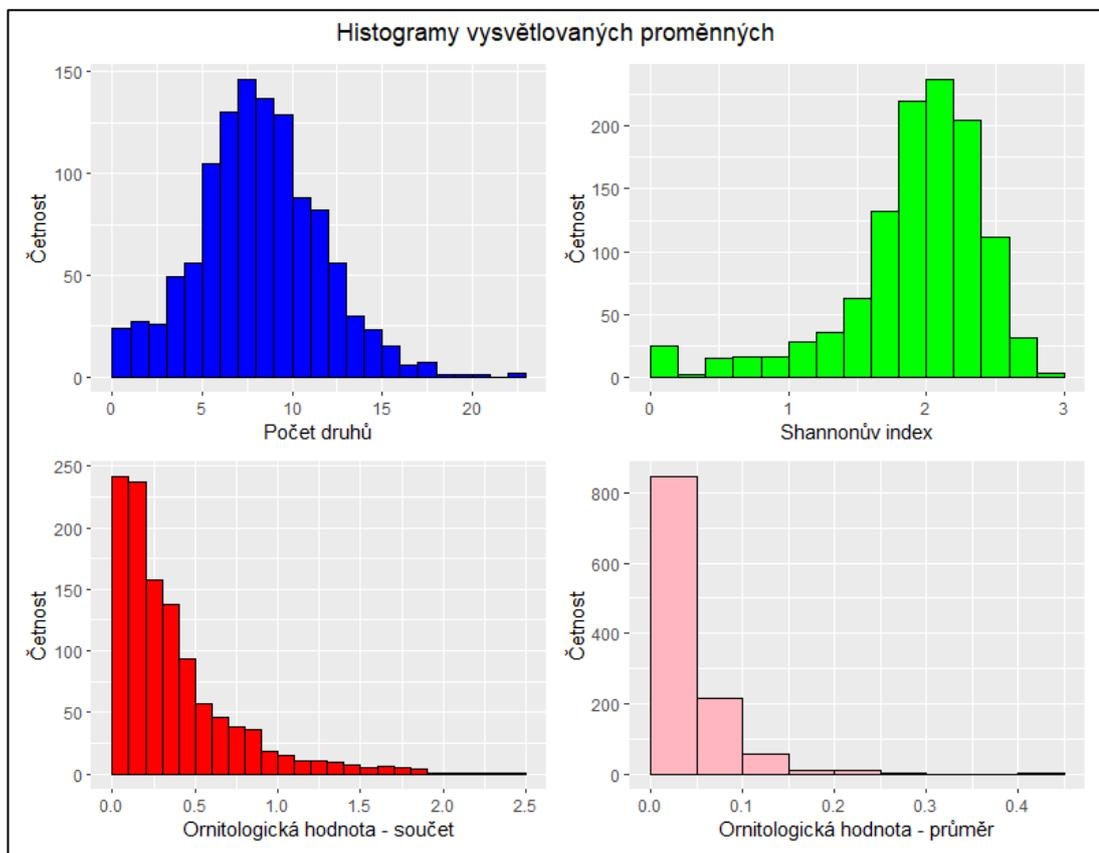 Histogramy vysvětlovaných proměnných
150
100
50
0
Četnost
0 5 10 15 20
Počet druhů
200
150
100
50
0
Četnost
0 1 2 3
Shannonův index
250
200
150
100
50
0
Četnost
0.0 0.5 1.0 1.5 2.0 2.5
Ornitologická hodnota - součet
800
600
400
200
0
Četnost
0.0 0.1 0.2 0.3 0.4
Ornitologická hodnota - průměr